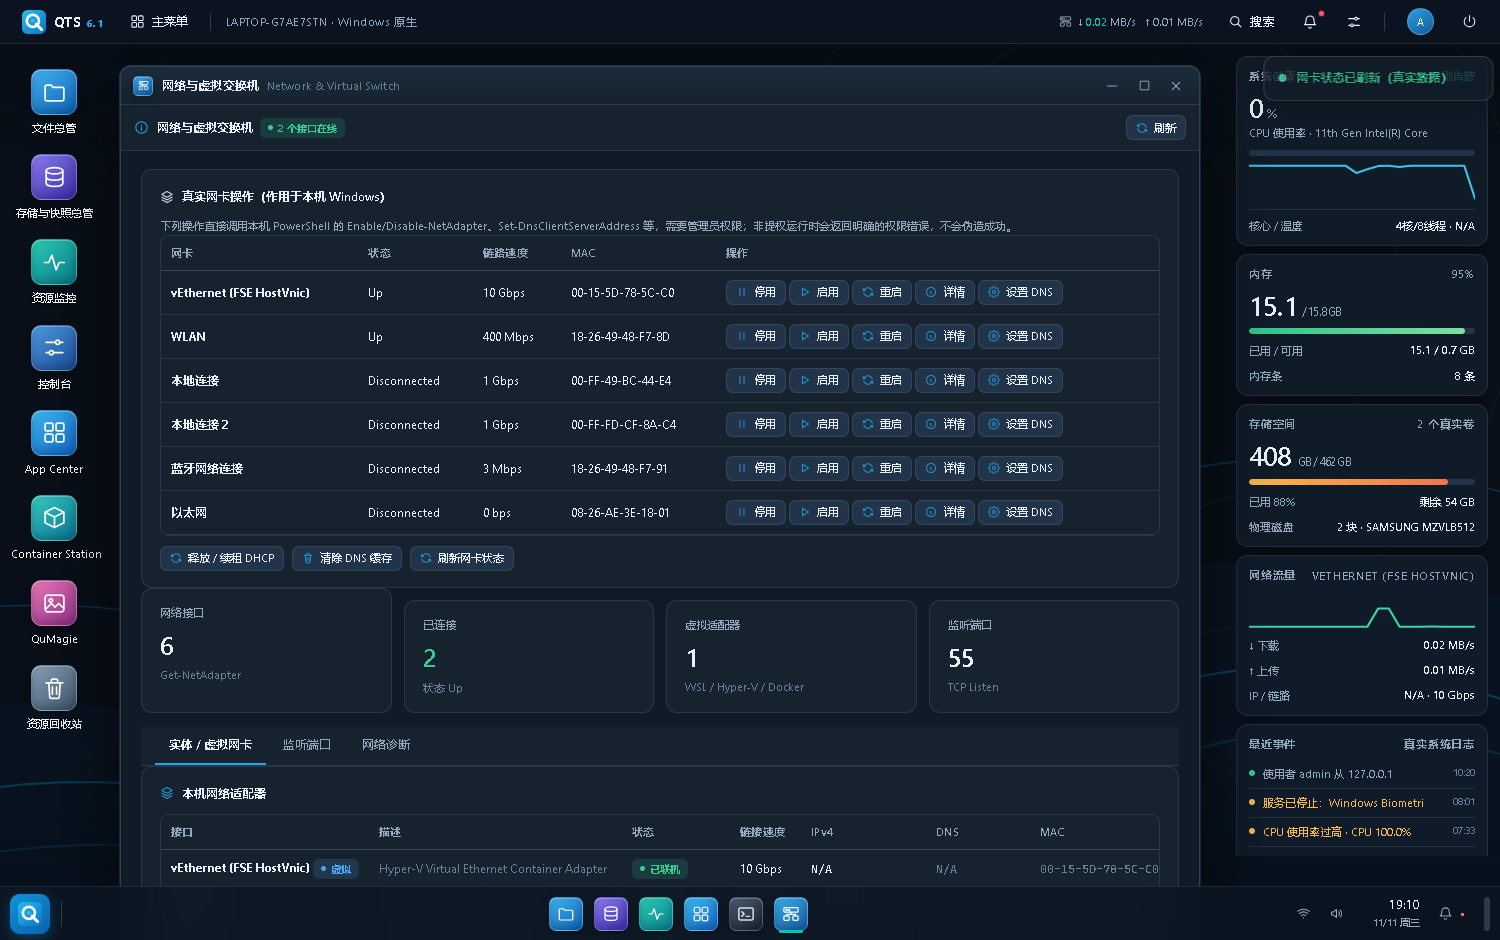 QTS 6.1 主菜单 LAPTOP-G7AE7STN · Windows 原生 ↓0.02 MB/s ↑0.01 MB/s 搜索 A
文件总管
存储与快照总管
资源监控
控制台
App Center
Container Station
QuMagie
资源回收站
网络与虚拟交换机 Network & Virtual Switch
网络与虚拟交换机 2 个接口在线 刷新
真实网卡操作（作用于本机 Windows）
下列操作直接调用本机 PowerShell 的 Enable/Disable-NetAdapter、Set-DnsClientServerAddress 等，需要管理员权限；非提权运行时会返回明确的权限错误，不会伪造成功。
网卡 状态 链路速度 MAC 操作
vEthernet (FSE HostVnic) Up 10 Gbps 00-15-5D-78-5C-C0 停用 启用 重启 详情 设置 DNS
WLAN Up 400 Mbps 18-26-49-48-F7-8D 停用 启用 重启 详情 设置 DNS
本地连接 Disconnected 1 Gbps 00-FF-49-BC-44-E4 停用 启用 重启 详情 设置 DNS
本地连接 2 Disconnected 1 Gbps 00-FF-FD-CF-8A-C4 停用 启用 重启 详情 设置 DNS
蓝牙网络连接 Disconnected 3 Mbps 18-26-49-48-F7-91 停用 启用 重启 详情 设置 DNS
以太网 Disconnected 0 bps 08-26-AE-3E-18-01 停用 启用 重启 详情 设置 DNS
释放 / 续租 DHCP 清除 DNS 缓存 刷新网卡状态
网络接口
6
Get-NetAdapter
已连接
2
状态 Up
虚拟适配器
1
WSL / Hyper-V / Docker
监听端口
55
TCP Listen
实体 / 虚拟网卡 监听端口 网络诊断
本机网络适配器
接口 描述 状态 链接速度 IPv4 DNS MAC
vEthernet (FSE HostVnic) 虚拟 Hyper-V Virtual Ethernet Container Adapter 已联机 10 Gbps N/A N/A 00-15-5D-78-5C-C0
网卡状态已刷新（真实数据）
0%
CPU 使用率 · 11th Gen Intel(R) Core
核心 / 温度 4核/8线程 · N/A
内存 95%
15.1 / 15.8GB
已用 / 可用 15.1 / 0.7 GB
内存条 8 条
存储空间 2 个真实卷
408 GB / 462 GB
已用 88% 剩余 54 GB
物理磁盘 2 块 · SAMSUNG MZVLB512
网络流量 VETHERNET (FSE HOSTVNIC)
↓ 下载 0.02 MB/s
↑ 上传 0.01 MB/s
IP / 链路 N/A · 10 Gbps
最近事件 真实系统日志
使用者 admin 从 127.0.0.1 10:20
服务已停止：Windows Biometri 08:01
CPU 使用率过高 · CPU 100.0% 07:33
19:10
11/11 周三